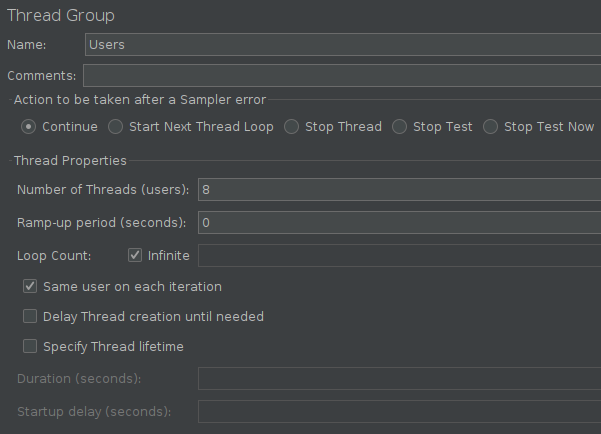 Thread Group
Name: Users
Comments:
Action to be taken after a Sampler error
Continue Start Next Thread Loop Stop Thread Stop Test Stop Test Now
Thread Properties
Number of Threads (users): 8
Ramp-up period (seconds): 0
Loop Count: Infinite
Same user on each iteration
Delay Thread creation until needed
Specify Thread lifetime
Duration (seconds):
Startup delay (seconds):